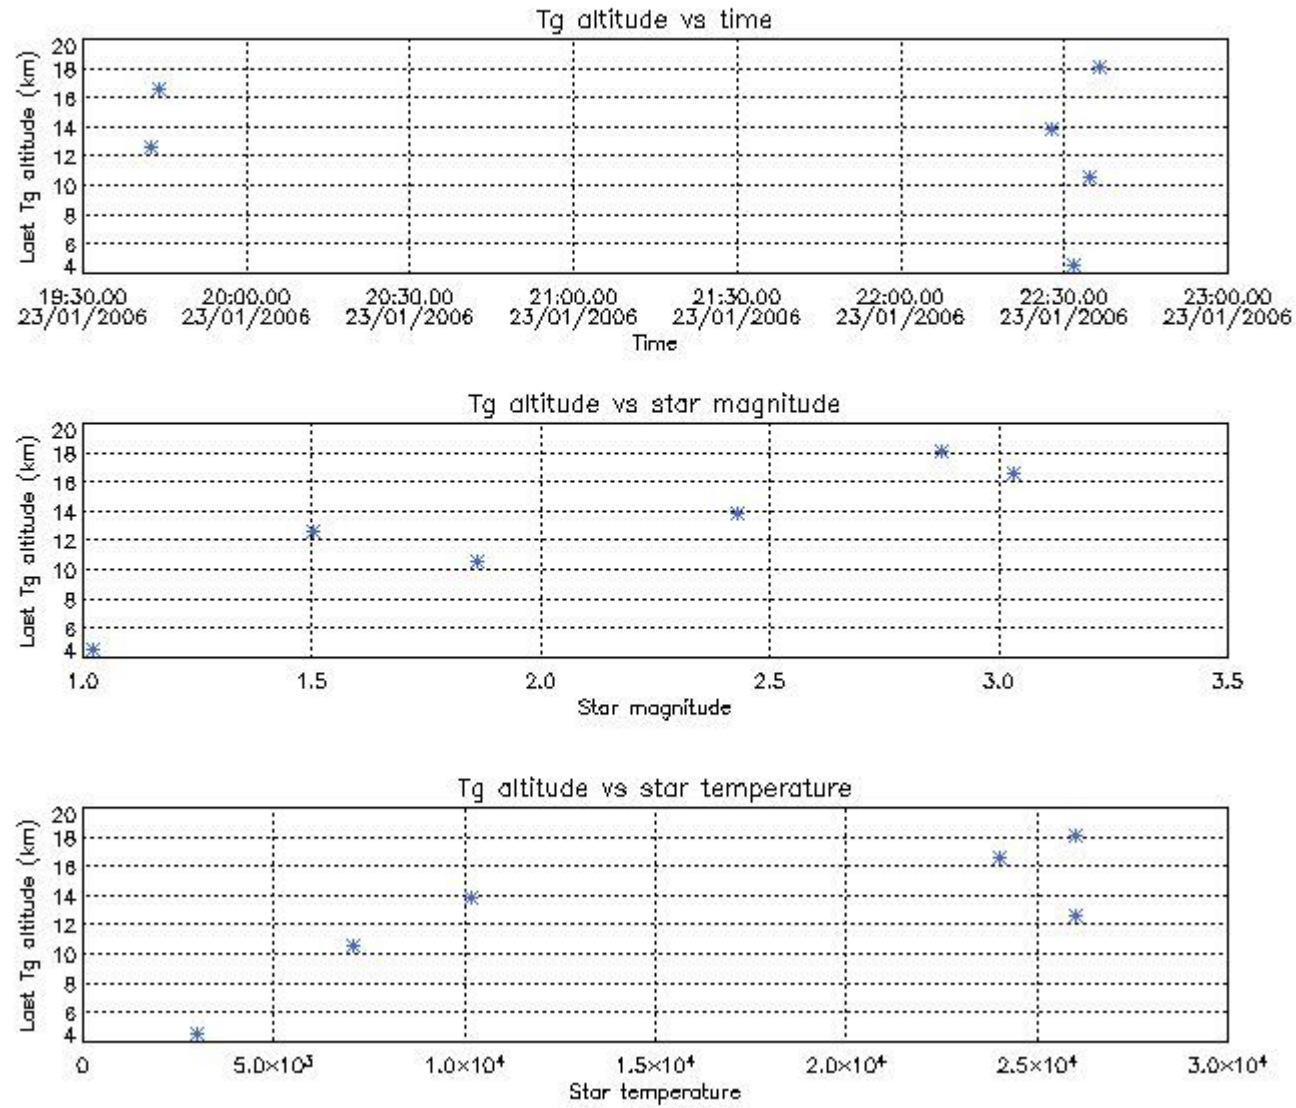 Tg altitude vs time
Last Tg altitude (km)
20
18
16
14
12
10
8
6
4
19:30.00 20:00.00 20:30.00 21:00.00 21:30.00 22:00.00 22:30.00 23:00.00
23/01/2006 23/01/2006 23/01/2006 23/01/2006 23/01/2006 23/01/2006 23/01/2006 23/01/2006
Time
Tg altitude vs star magnitude
Last Tg altitude (km)
20
18
16
14
12
10
8
6
4
1.0 1.5 2.0 2.5 3.0 3.5
Star magnitude
Tg altitude vs star temperature
Last Tg altitude (km)
20
18
16
14
12
10
8
6
4
0 5.0×10³ 1.0×10⁴ 1.5×10⁴ 2.0×10⁴ 2.5×10⁴ 3.0×10⁴
Star temperature